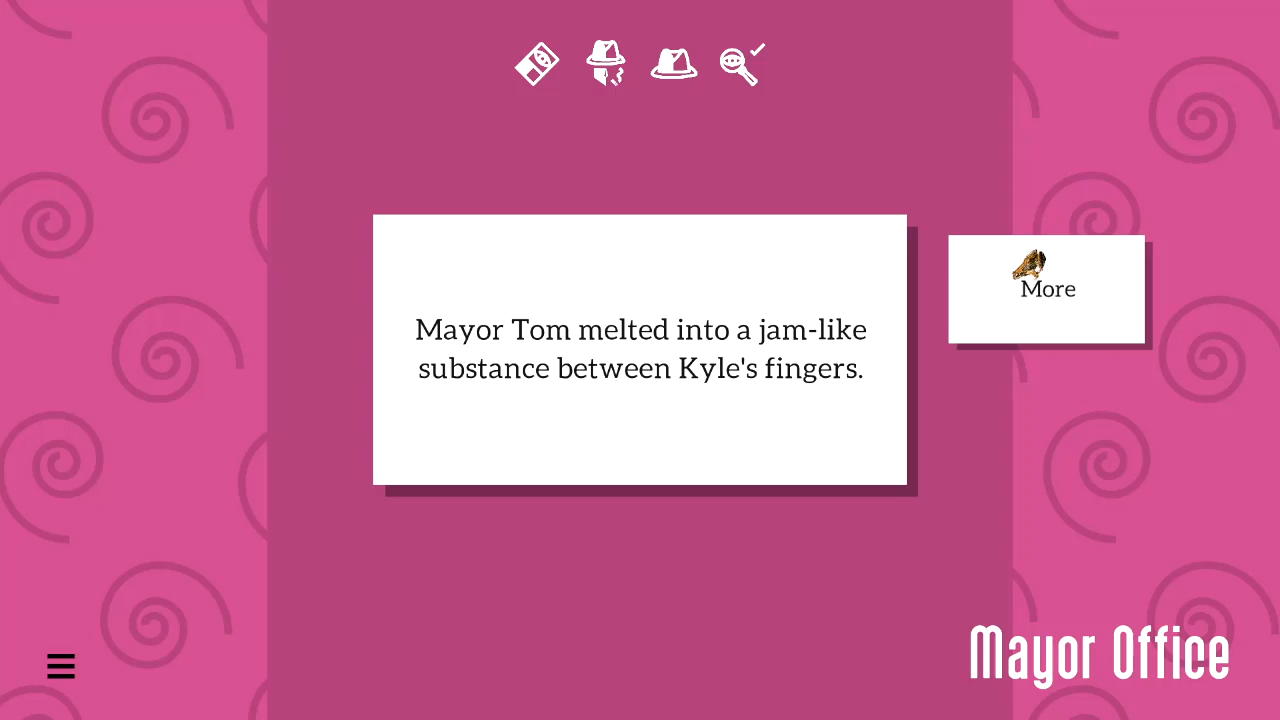 Mayor Tom melted into a jam-like
substance between Kyle's fingers.
More
Mayor Office